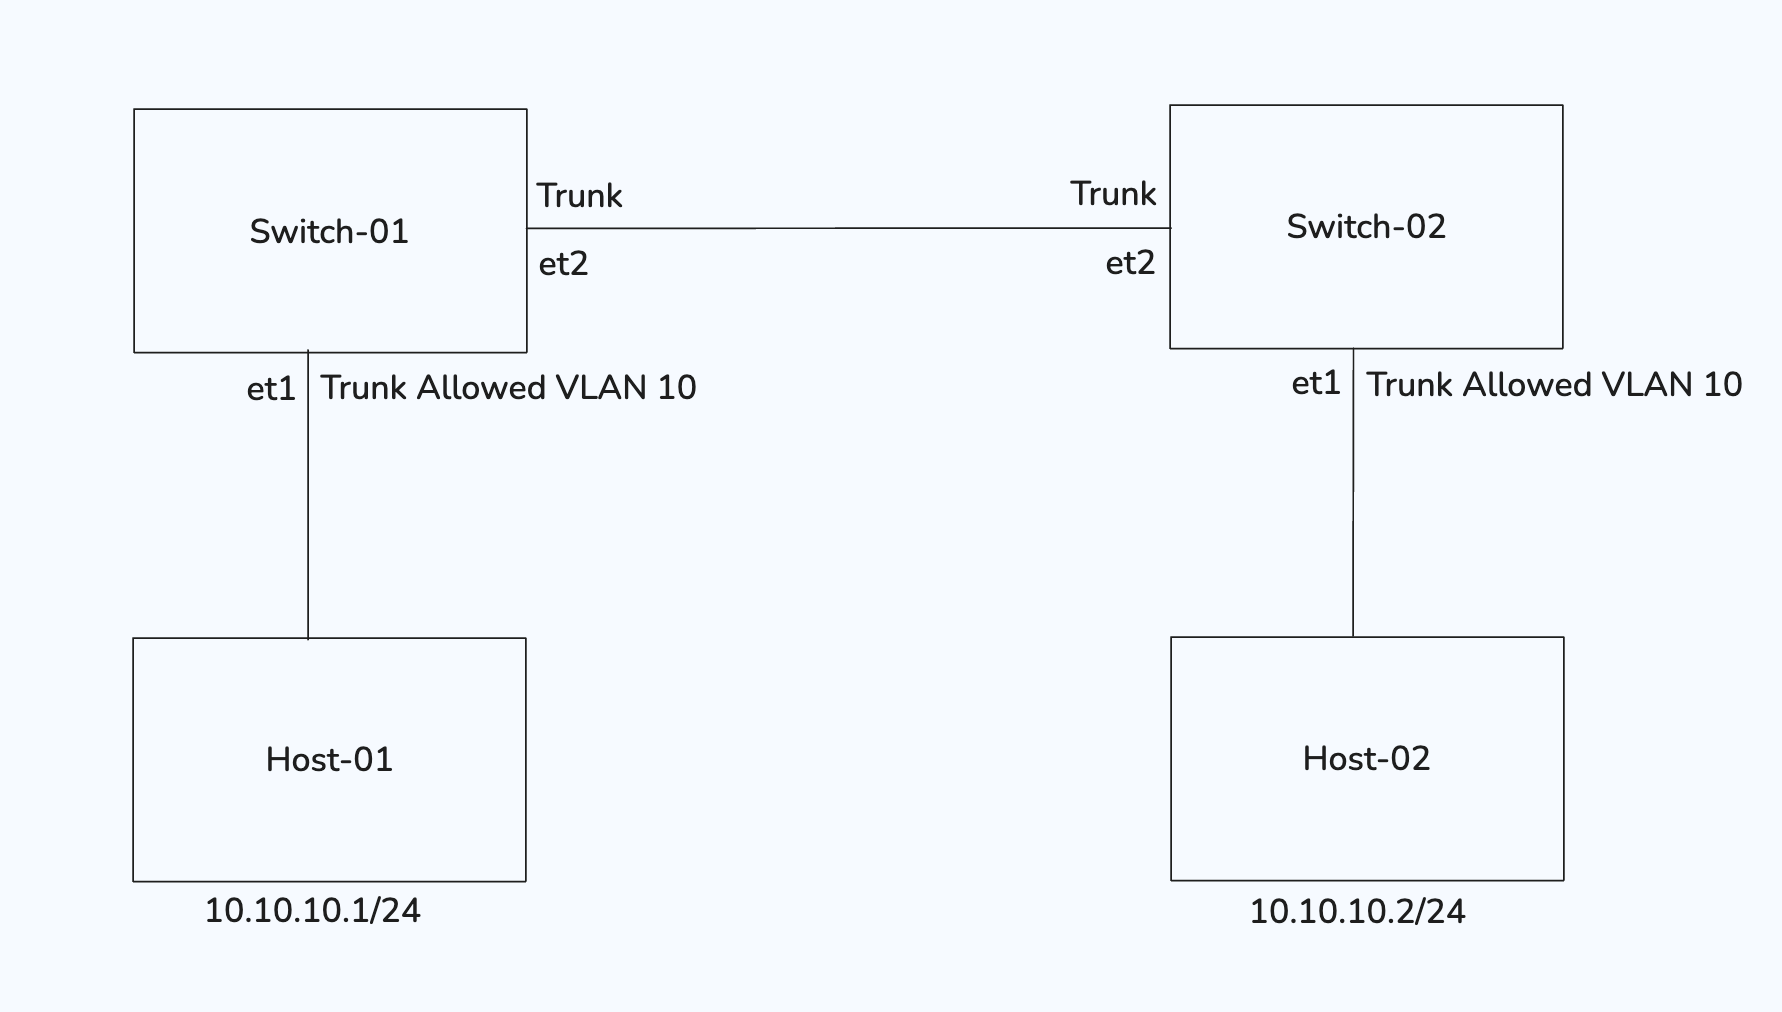 Switch-01
Trunk
et2
Trunk
et2
Switch-02
et1
Trunk Allowed VLAN 10
et1
Trunk Allowed VLAN 10
Host-01
10.10.10.1/24
Host-02
10.10.10.2/24